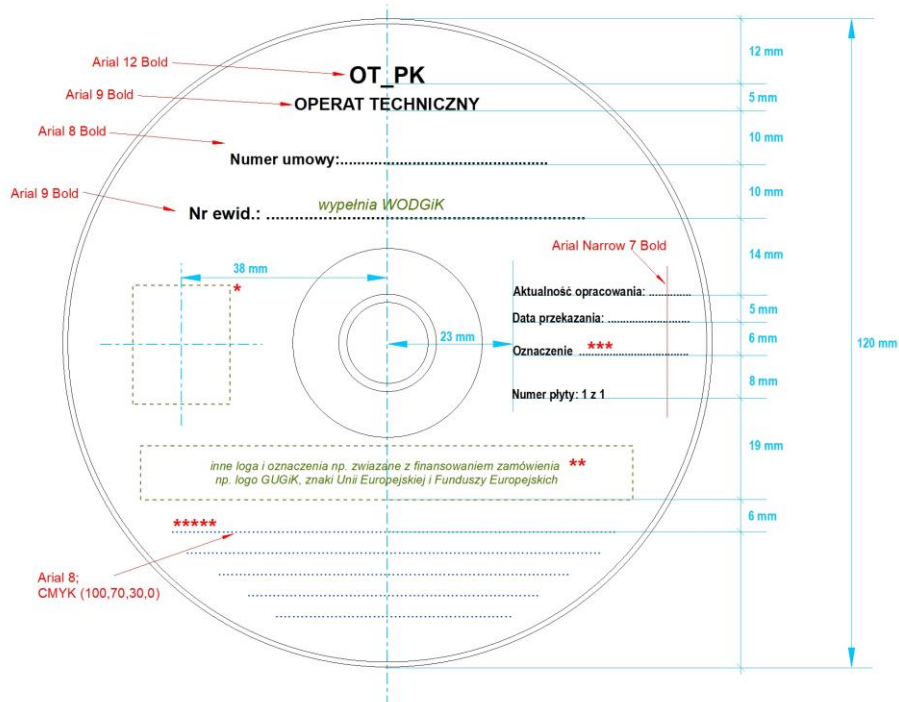 12 mm
Arial 12 Bold
OT_PK
5 mm
Arial 9 Bold
OPERAT TECHNICZNY
10 mm
Arial 8 Bold
Numer umowy:..................................................
10 mm
Arial 9 Bold
Nr ewid.: ..................................................
wypełnia WODGiK
14 mm
Arial Narrow 7 Bold
38 mm
*
Aktualność opracowania: ............
5 mm
Data przekazania: ........................
6 mm
23 mm
120 mm
Oznaczenie ***
................................
8 mm
Numer płyty: 1 z 1
19 mm
inne loga i oznaczenia np. zwiazane z finansowaniem zamówienia **
np. logo GUGiK, znaki Unii Europejskiej i Funduszy Europejskich
6 mm
*****
Arial 8;
CMYK (100,70,30,0)